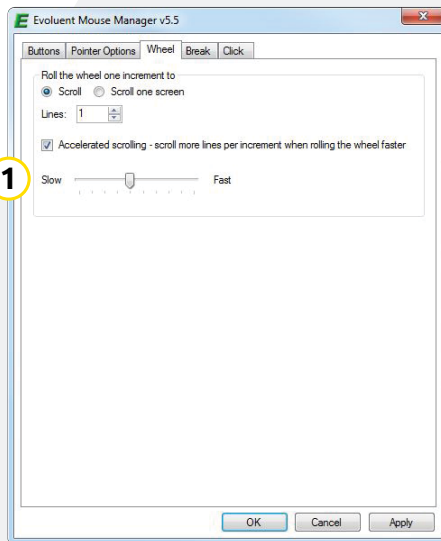 Evoluent Mouse Manager v5.5
Buttons Pointer Options Wheel Break Click
Roll the wheel one increment to
Scroll Scroll one screen
Lines: 1
Accelerated scrolling - scroll more lines per increment when rolling the wheel faster
1
Slow Fast
OK Cancel Apply